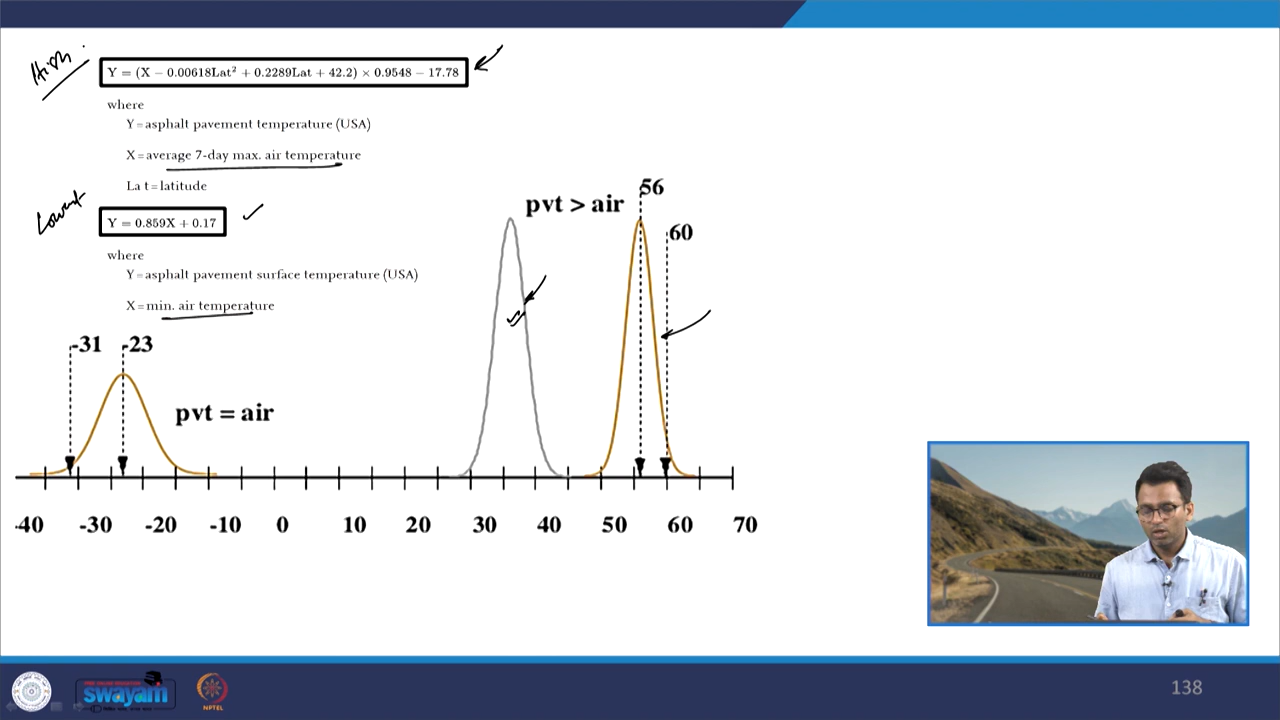 High.
Y = (X − 0.00618Lat² + 0.2289Lat + 42.2) × 0.9548 − 17.78
where
Y=asphalt pavement temperature (USA)
X=average 7-day max. air temperature
La t=latitude
Lowest
Y = 0.859X + 0.17
where
Y=asphalt pavement surface temperature (USA)
X=min. air temperature
pvt > air
56
60
-31 -23
pvt = air
-40 -30 -20 -10 0 10 20 30 40 50 60 70
swayam
NPTEL
138